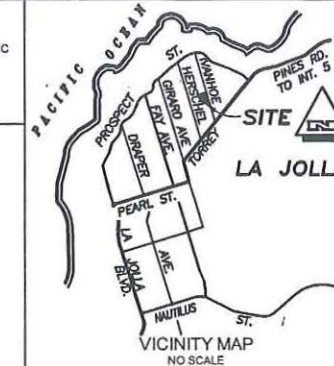 C
PACIFIC OCEAN
PROSPECT ST.
DRAPER
FAY AVE.
GIRARD AVE
HERSCHEL
IVANHOE
TORREY
PINES RD.
TO INT. 5
SITE
LA JOLL
PEARL ST.
LA JOLLA
BLVD.
AVE.
NAUTILUS ST.
VICINITY MAP
NO SCALE